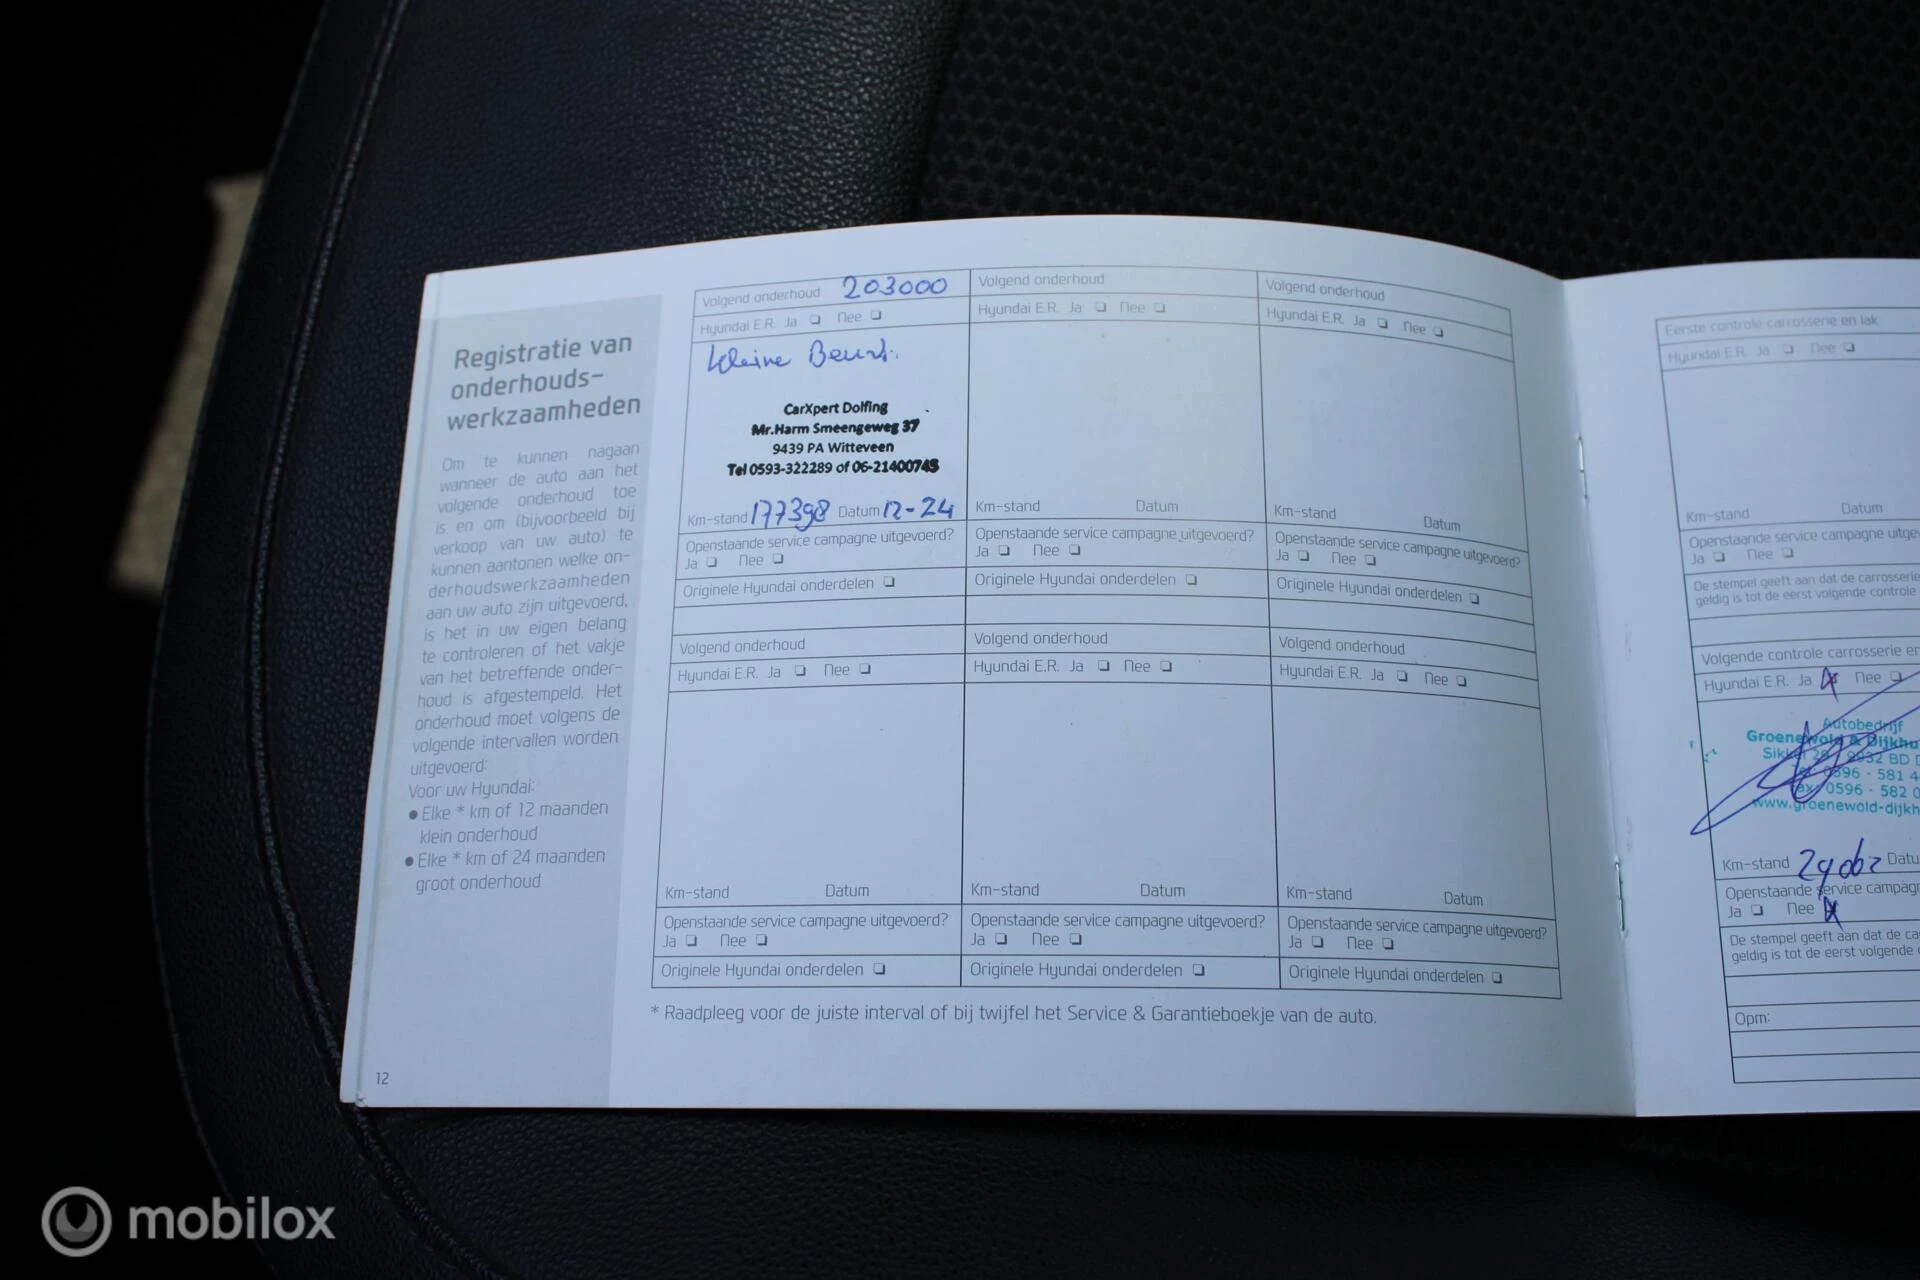 Registratie van
onderhouds-
werkzaamheden
Om te kunnen nagaan
wanneer de auto aan het
volgende onderhoud toe
is en om (bijvoorbeeld bij
verkoop van uw auto) te
kunnen aantonen welke on-
derhoudswerkzaamheden
aan uw auto zijn uitgevoerd,
is het in uw eigen belang
te controleren of het vakje
van het betreffende onder-
houd is afgestempeld. Het
onderhoud moet volgens de
volgende intervallen worden
uitgevoerd:
Voor uw Hyundai:
● Elke * km of 12 maanden
klein onderhoud
● Elke * km of 24 maanden
groot onderhoud
12
Volgend onderhoud 203000
Hyundai E.R. Ja ❏ Nee ❏
Kleine Beurt.
CarXpert Dolfing
Mr.Harm Smeengeweg 37
9439 PA Witteveen
Tel 0593-322289 of 06-21400745
Km-stand 177398 Datum 12-24
Openstaande service campagne uitgevoerd?
Ja ❏ Nee ❏
Originele Hyundai onderdelen ❏
Volgend onderhoud
Hyundai E.R. Ja ❏ Nee ❏
Km-stand Datum
Openstaande service campagne uitgevoerd?
Ja ❏ Nee ❏
Originele Hyundai onderdelen ❏
Volgend onderhoud
Hyundai E.R. Ja ❏ Nee ❏
Km-stand Datum
Openstaande service campagne uitgevoerd?
Ja ❏ Nee ❏
Originele Hyundai onderdelen ❏
Volgend onderhoud
Hyundai E.R. Ja ❏ Nee ❏
Km-stand Datum
Openstaande service campagne uitgevoerd?
Ja ❏ Nee ❏
Originele Hyundai onderdelen ❏
Volgend onderhoud
Hyundai E.R. Ja ❏ Nee ❏
Km-stand Datum
Openstaande service campagne uitgevoerd?
Ja ❏ Nee ❏
Originele Hyundai onderdelen ❏
Volgend onderhoud
Hyundai E.R. Ja ❏ Nee ❏
Km-stand Datum
Openstaande service campagne uitgevoerd?
Ja ❏ Nee ❏
Originele Hyundai onderdelen ❏
* Raadpleeg voor de juiste interval of bij twijfel het Service & Garantieboekje van de auto.
Eerste controle carrosserie en lak
Hyundai E.R. Ja ❏ Nee ❏
Km-stand Datum
Openstaande service campagne uitge
Ja ❏ Nee ❏
De stempel geeft aan dat de carrosserie
geldig is tot de eerst volgende controle
Volgende controle carrosserie en
Hyundai E.R. Ja Nee ❏
Autobedrijf
Groenewold & Dijkhu
BD
0596 - 581 4
0596 - 582 0
www.groenewold-dijkh
Km-stand Datu
Openstaande service campagn
Ja ❏ Nee
De stempel geeft aan dat de ca
geldig is tot de eerst volgende
Opm:
mobilox